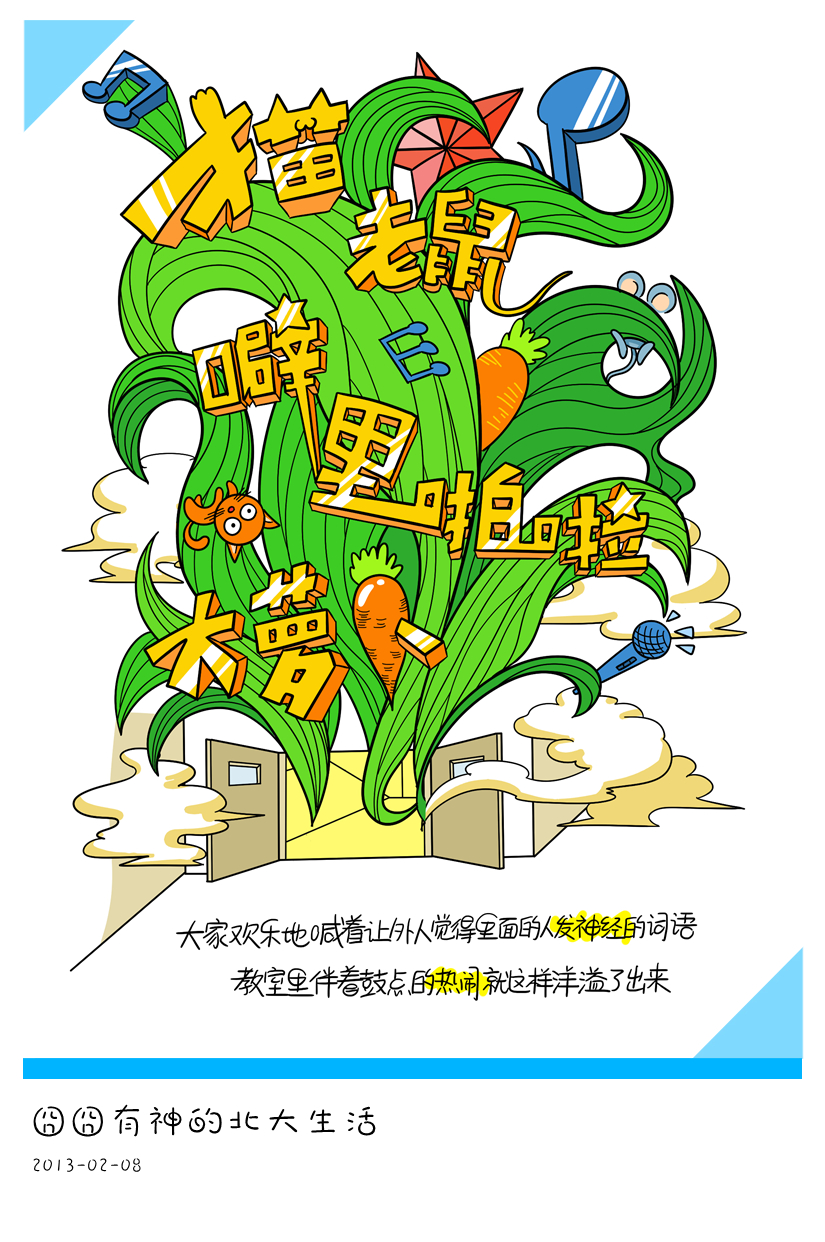 猫
老鼠
噼
里
啪啦
大萝卜
大家欢乐地喊着让外人觉得里面的人发神经的词语
教室里伴着鼓点的热闹就这样洋溢了出来
囧囧有神的北大生活
2013-02-08